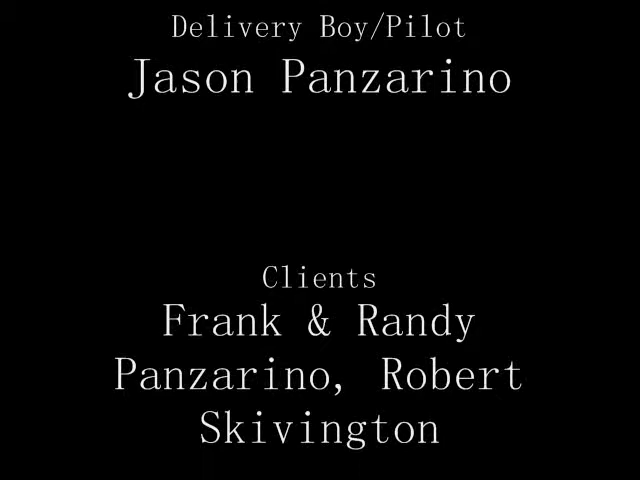 Delivery Boy/Pilot
Jason Panzarino
Clients
Frank & Randy
Panzarino, Robert
Skivington